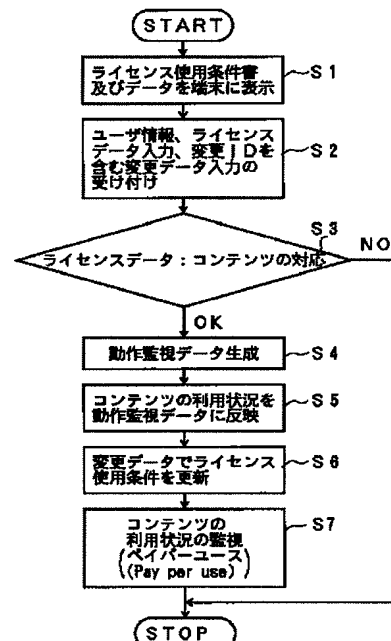 START
ライセンス使用条件書
及びデータを端末に表示
S1
ユーザ情報、ライセンス
データ入力、変更IDを
含む変更データ入力の
受け付け
S2
S3
ライセンスデータ:コンテンツの対応
NO
OK
動作監視データ生成
S4
コンテンツの利用状況を
動作監視データに反映
S5
変更データでライセンス
使用条件を更新
S6
コンテンツの
利用状況の監視
(ペイパーユース
(Pay per use))
S7
STOP